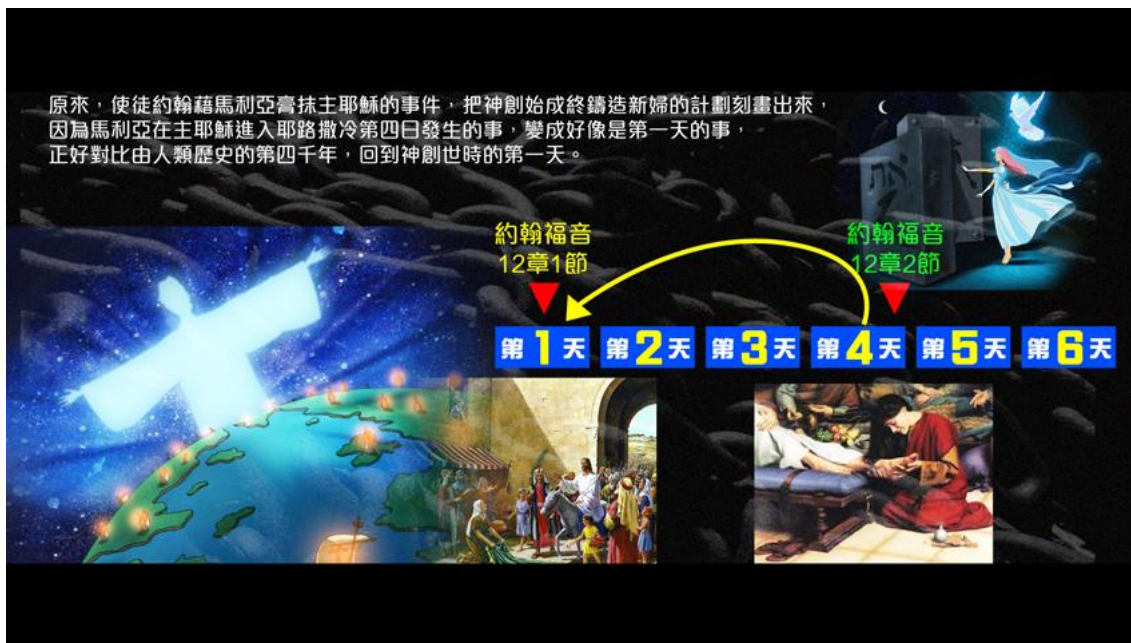 原來，使徒約翰藉馬利亞膏抹主耶穌的事件，把神創始成終鑄造新婦的計劃刻畫出來，
因為馬利亞在主耶穌進入耶路撒冷第四日發生的事，變成好像是第一天的事，
正好對比由人類歷史的第四千年，回到神創世時的第一天。
約翰福音
12章1節
約翰福音
12章2節
第1天 第2天 第3天 第4天 第5天 第6天